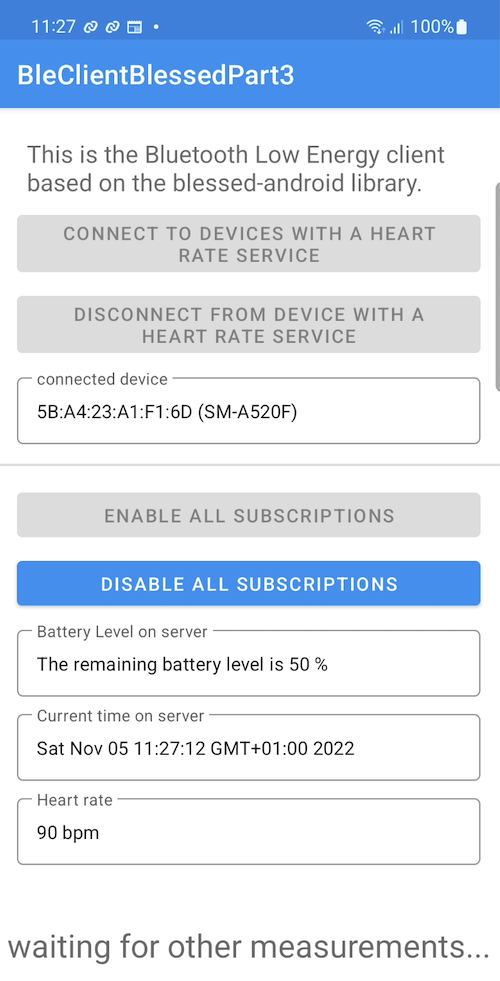 11:27 100%
BleClientBlessedPart3
This is the Bluetooth Low Energy client
based on the blessed-android library.
CONNECT TO DEVICES WITH A HEART
RATE SERVICE
DISCONNECT FROM DEVICE WITH A
HEART RATE SERVICE
connected device
5B:A4:23:A1:F1:6D (SM-A520F)
ENABLE ALL SUBSCRIPTIONS
DISABLE ALL SUBSCRIPTIONS
Battery Level on server
The remaining battery level is 50 %
Current time on server
Sat Nov 05 11:27:12 GMT+01:00 2022
Heart rate
90 bpm
waiting for other measurements...